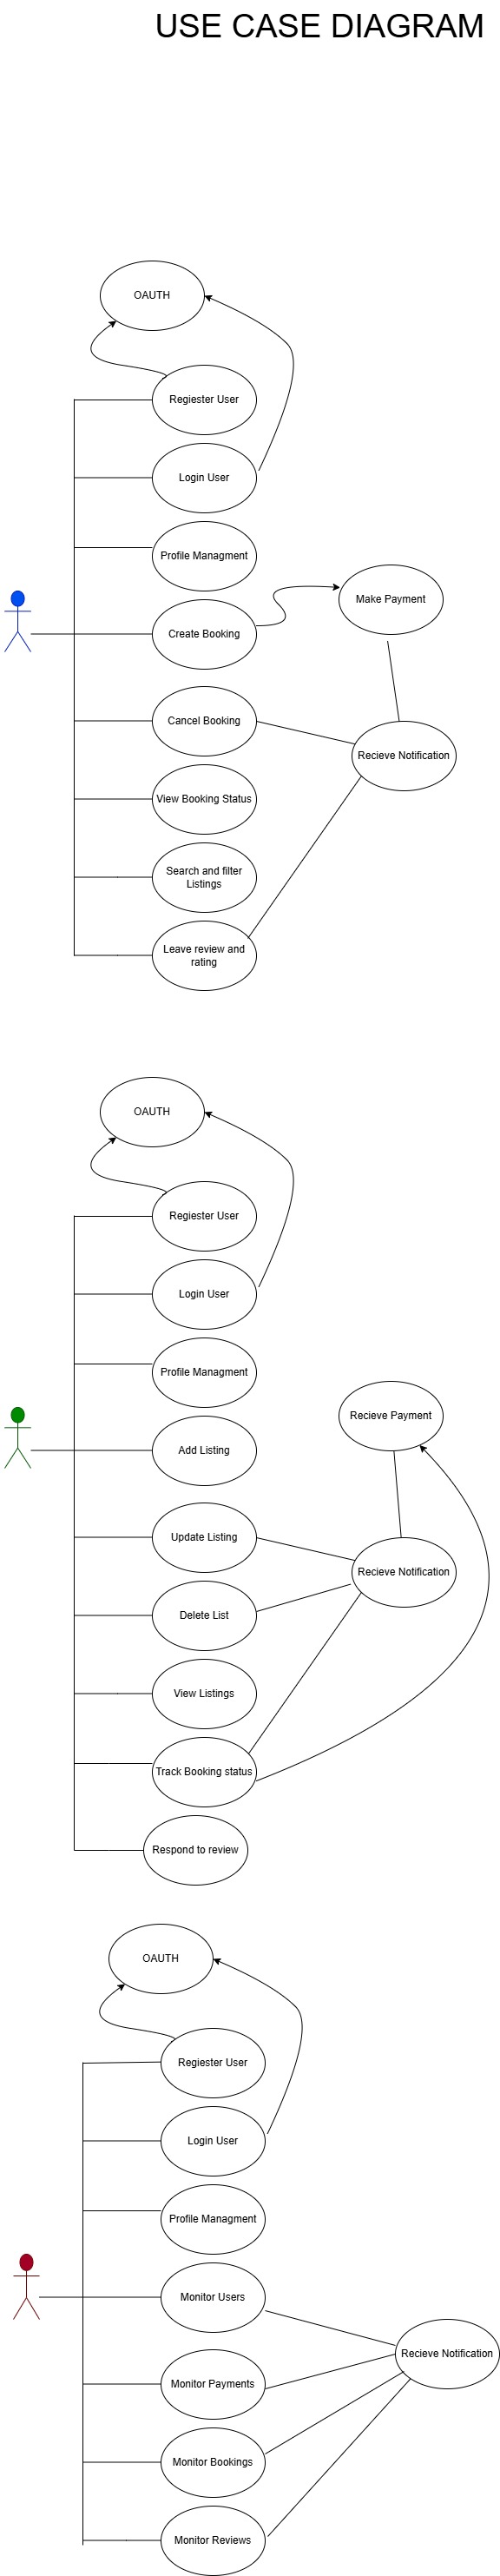 USE CASE DIAGRAM
OAUTH
Regiester User
Login User
Profile Managment
Make Payment
Create Booking
Cancel Booking
Recieve Notification
View Booking Status
Search and filter
Listings
Leave review and
rating
OAUTH
Regiester User
Login User
Profile Managment
Recieve Payment
Add Listing
Update Listing
Recieve Notification
Delete List
View Listings
Track Booking status
Respond to review
OAUTH
Regiester User
Login User
Profile Managment
Monitor Users
Recieve Notification
Monitor Payments
Monitor Bookings
Monitor Reviews